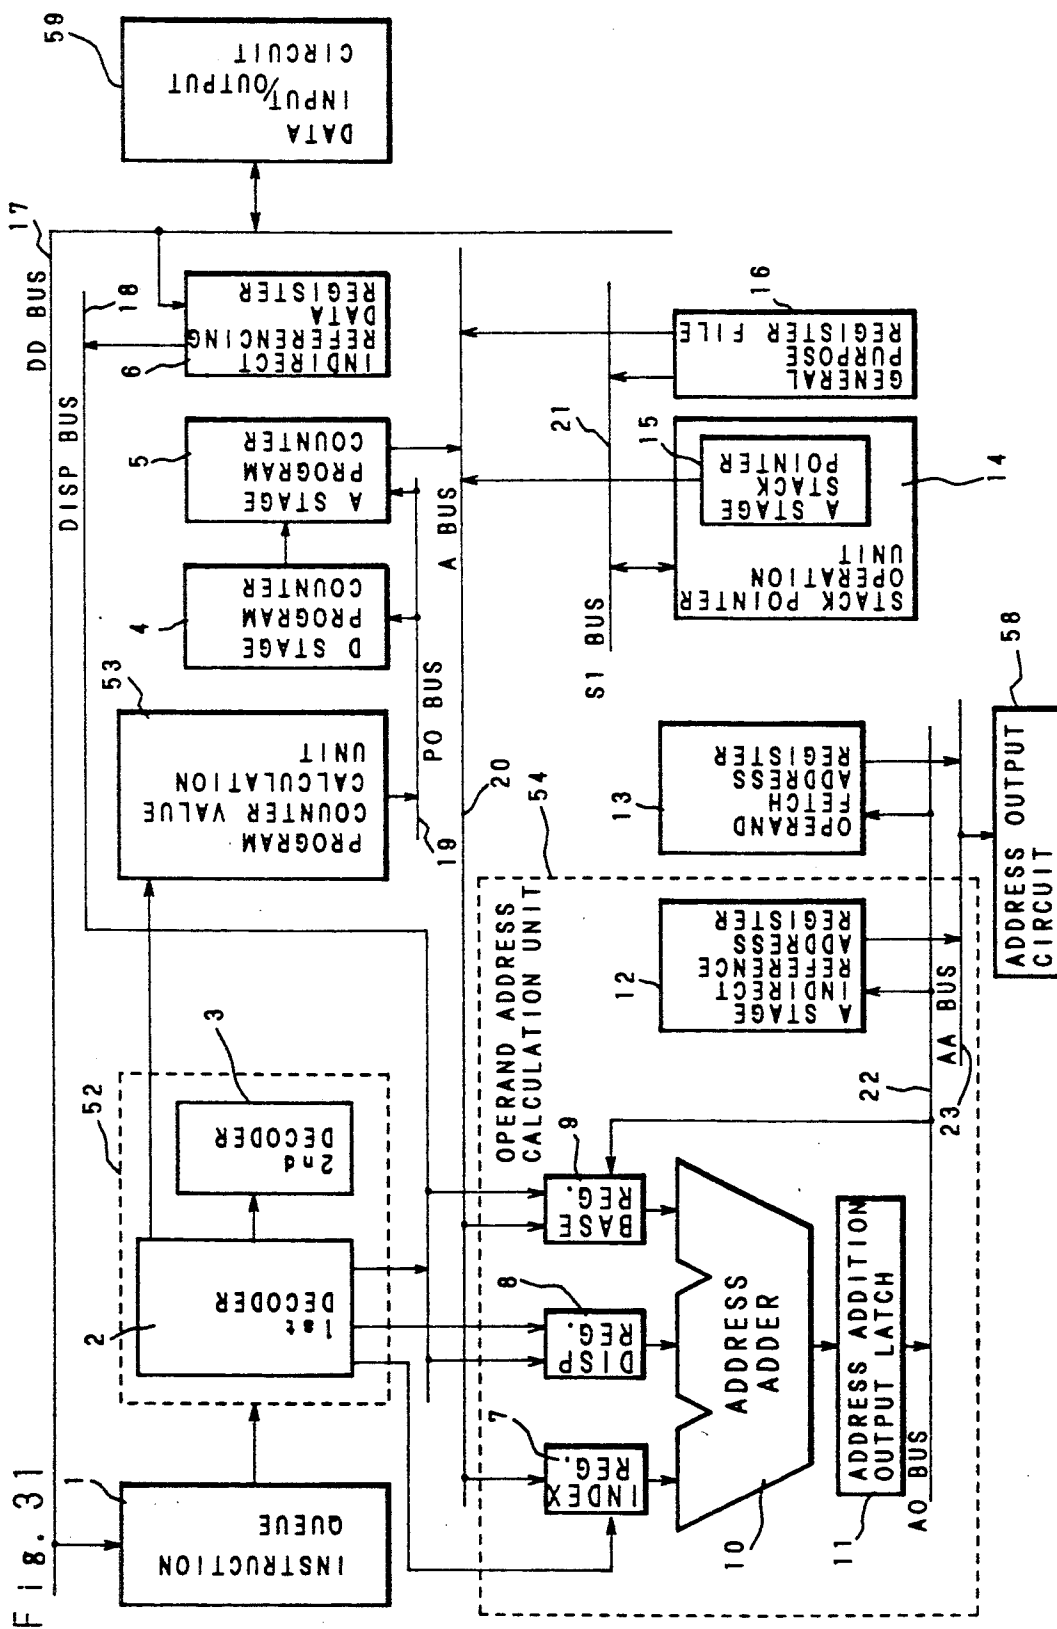 Fig. 31
DD BUS
17
59
DATA
INPUT
/OUTPUT
CIRCUIT
DISP BUS
18
1
INSTRUCTION
QUEUE
52
2
1st
DECODER
3
2nd
DECODER
53
PROGRAM
COUNTER VALUE
CALCULATION
UNIT
4
D STAGE
PROGRAM
COUNTER
5
A STAGE
PROGRAM
COUNTER
6
INDIRECT
REFERENCING
DATA
REGISTER
PO BUS
19
A BUS
20
54
OPERAND ADDRESS
CALCULATION UNIT
7
INDEX
REG.
8
DISP
REG.
9
BASE
REG.
ADDRESS
ADDER
10
ADDRESS ADDITION
OUTPUT LATCH
11
AO BUS
22
12
A STAGE
INDIRECT
REFERENCE
ADDRESS
REGISTER
13
OPERAND
FETCH
ADDRESS
REGISTER
AA BUS
23
58
ADDRESS OUTPUT
CIRCUIT
S1 BUS
21
STACK POINTER
OPERATION
UNIT
14
15
A STAGE
STACK
POINTER
16
GENERAL
PURPOSE
REGISTER FILE